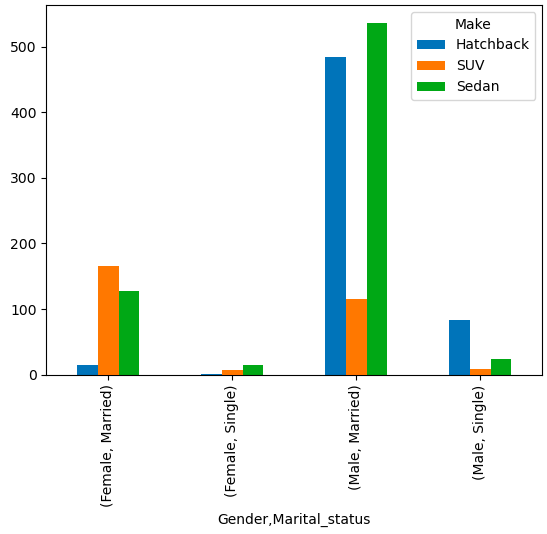 Make
Hatchback
SUV
Sedan
500
400
300
200
100
0
(Female, Married)
(Female, Single)
(Male, Married)
(Male, Single)
Gender,Marital_status